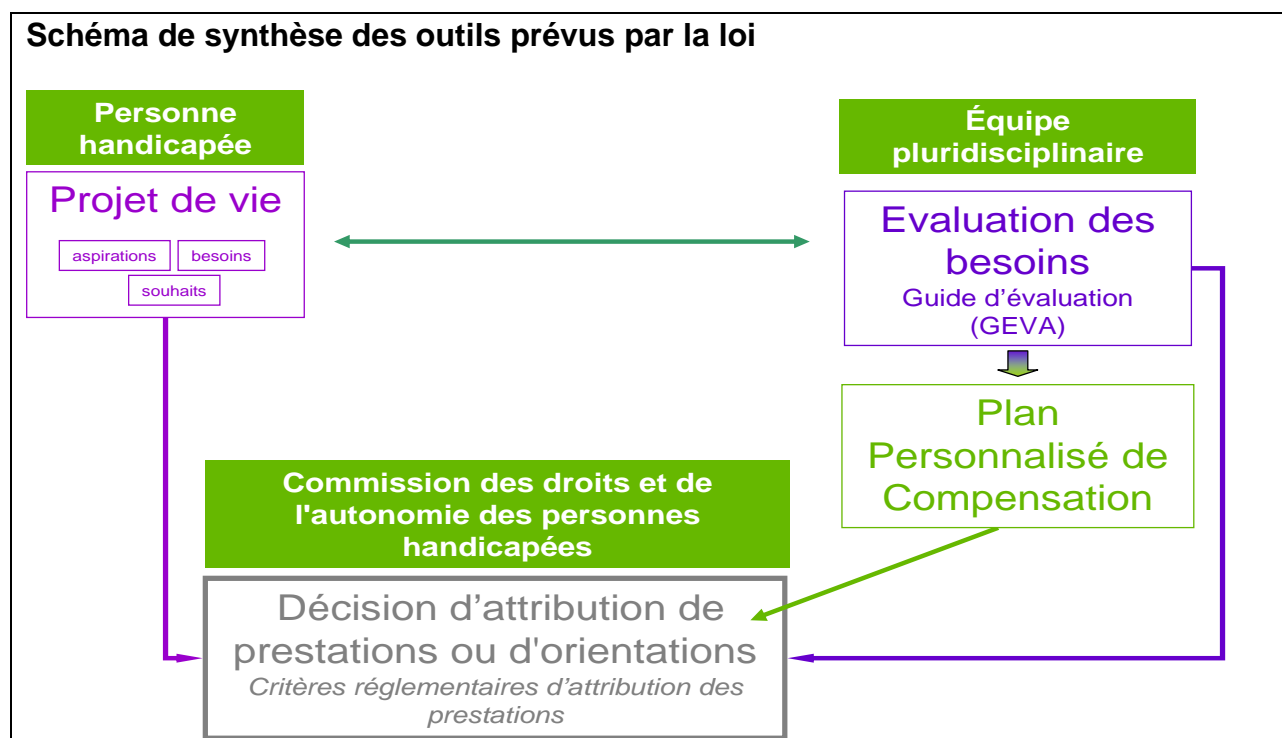 Schéma de synthèse des outils prévus par la loi
Personne
handicapée
Projet de vie
aspirations
besoins
souhaits
Équipe
pluridisciplinaire
Evaluation des
besoins
Guide d’évaluation
(GEVA)
Plan
Personnalisé de
Compensation
Commission des droits et de
l'autonomie des personnes
handicapées
Décision d’attribution de
prestations ou d'orientations
Critères réglementaires d’attribution des
prestations